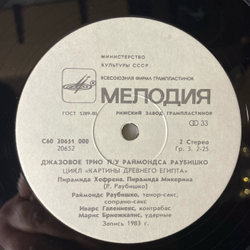 МИНИСТЕРСТВО
КУЛЬТУРЫ СССР
ВСЕСОЮЗНАЯ ФИРМА ГРАМПЛАСТИНОК
МЕЛОДИЯ
ГОСТ 5289-80 РИЖСКИЙ ЗАВОД ГРАМПЛАСТИНОК 33
С60 20651 000 2 Стерео
20652 Гр. 3. 2-25
ДЖАЗОВОЕ ТРИО П/У РАЙМОНДСА РАУБИШКО
ЦИКЛ «КАРТИНЫ ДРЕВНЕГО ЕГИПТА»
Пирамида Хефрена. Пирамида Микерина
(Р. Раубишко)
Раймондс Раубишко, тенор-сакс,
сопрано-сакс
Иварс Галениекс, контрабас
Марис Бриежкалнс, ударные
Запись 1983 г.